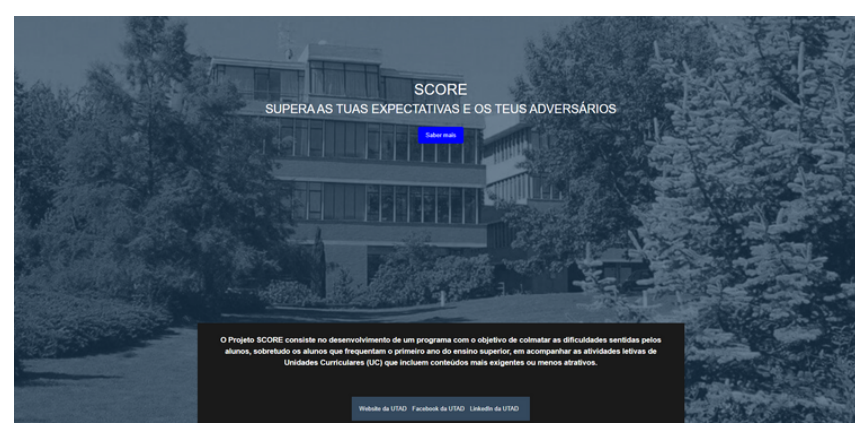 SCORE
SUPERA AS TUAS EXPECTATIVAS E OS TEUS ADVERSÁRIOS
Saber mais
O Projeto SCORE consiste no desenvolvimento de um programa com o objetivo de colmatar as dificuldades sentidas pelos
alunos, sobretudo os alunos que frequentam o primeiro ano do ensino superior, em acompanhar as atividades letivas de
Unidades Curriculares (UC) que incluem conteúdos mais exigentes ou menos atrativos.
Website da UTAD Facebook da UTAD LinkedIn da UTAD